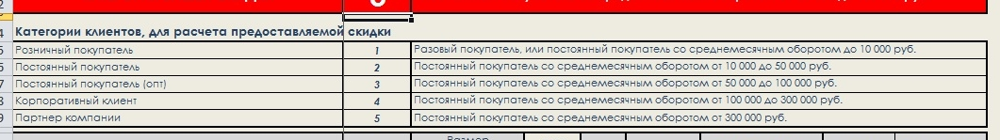 Категории клиентов, для расчета предоставляемой скидки
5 Розничный покупатель 1 Разовый покупатель, или постоянный покупатель со среднемесячным оборотом до 10 000 руб.
Постоянный покупатель 2 Постоянный покупатель со среднемесячным оборотом от 10 000 до 50 000 руб.
7 Постоянный покупатель (опт) 3 Постоянный покупатель со среднемесячным оборотом от 50 000 до 100 000 руб.
Корпоративный клиент 4 Постоянный покупатель со среднемесячным оборотом от 100 000 до 300 000 руб.
Партнер компании 5 Постоянный покупатель со среднемесячным оборотом от 300 000 руб.
Размер